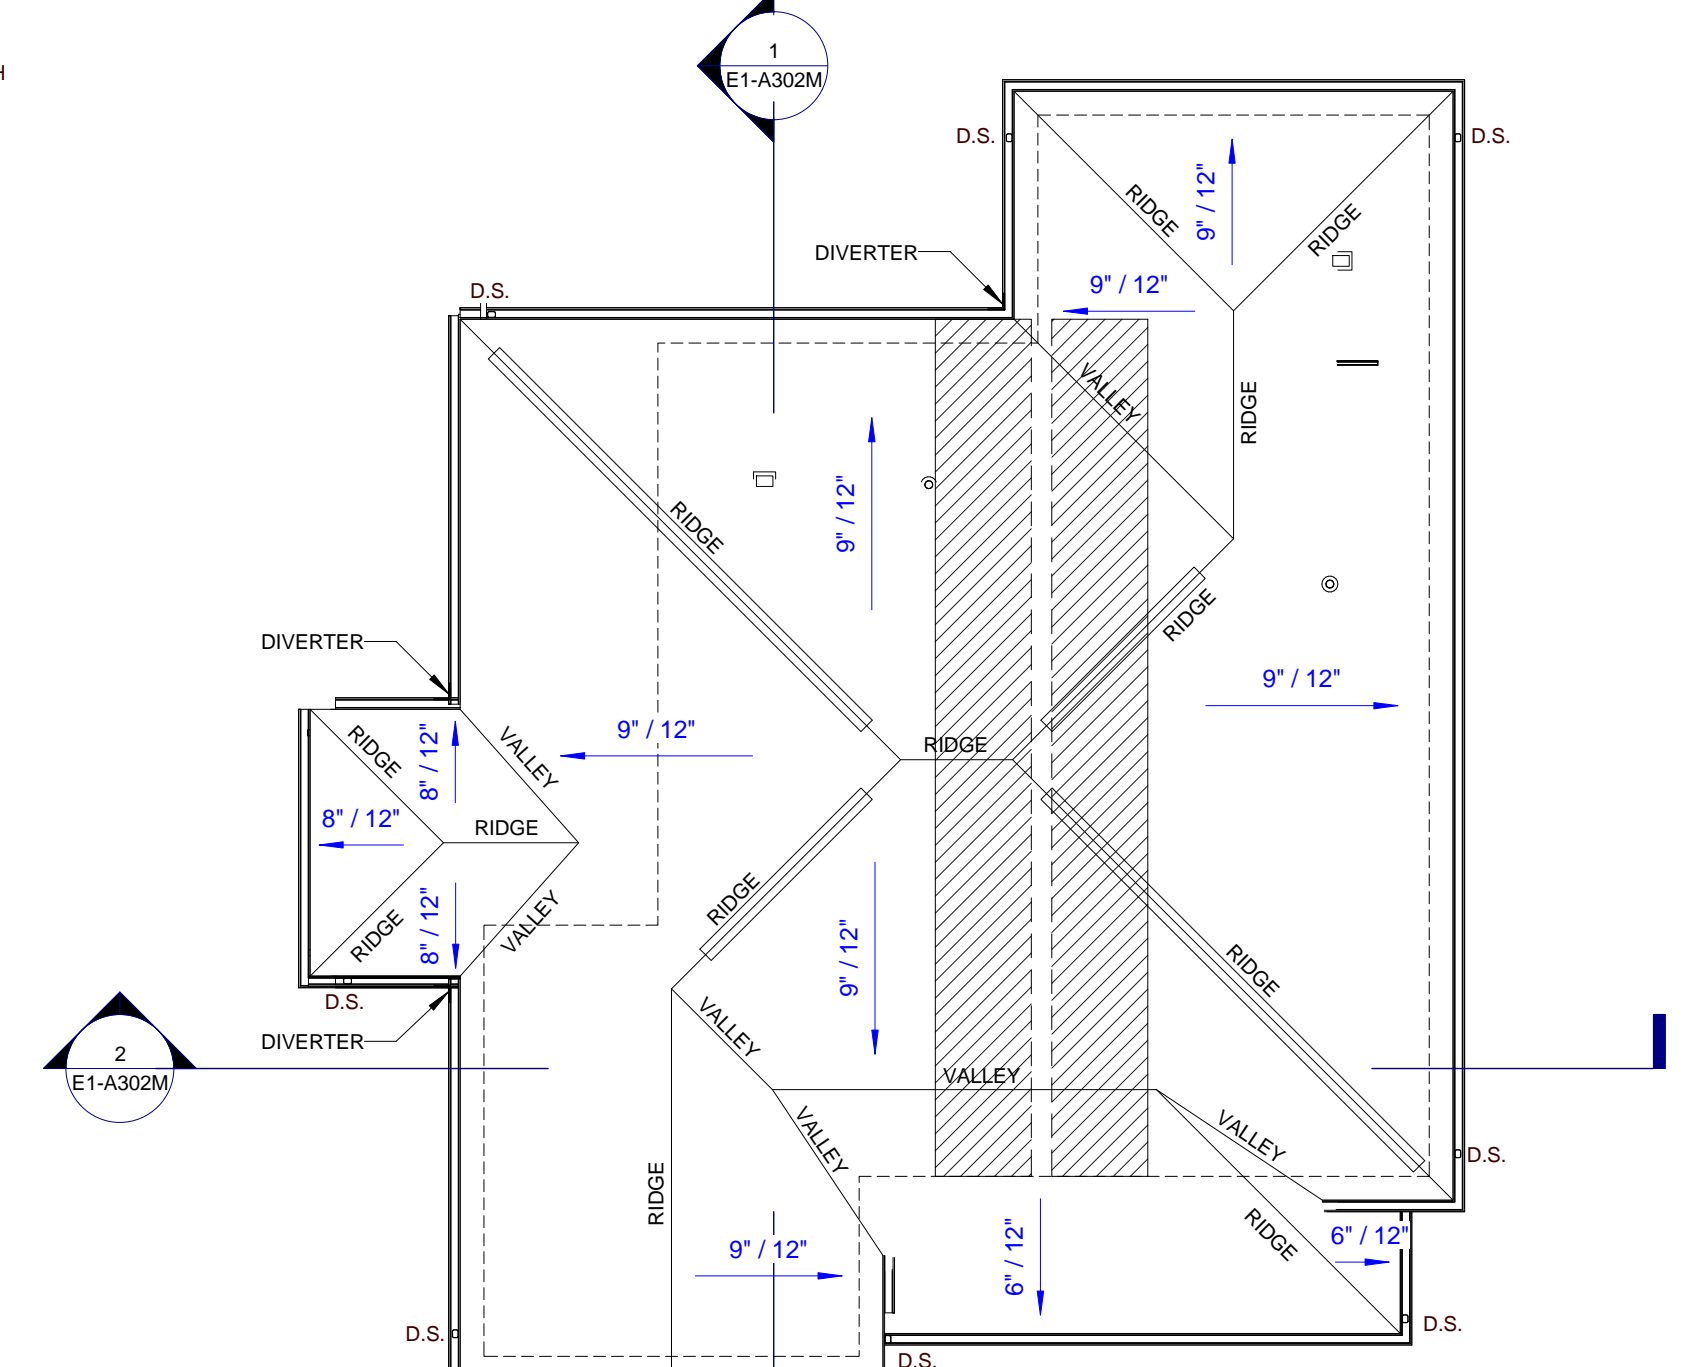 1
E1-A302M
H
D.S.
D.S.
RIDGE
9" / 12"
RIDGE
DIVERTER
9" / 12"
D.S.
VALLEY
RIDGE
RIDGE
9" / 12"
RIDGE
DIVERTER
9" / 12"
9" / 12"
RIDGE
8" / 12"
VALLEY
RIDGE
8" / 12"
RIDGE
RIDGE
8" / 12"
RIDGE
VALLEY
9" / 12"
RIDGE
D.S.
DIVERTER
VALLEY
2
E1-A302M
VALLEY
VALLEY
VALLEY
D.S.
RIDGE
9" / 12"
6" / 12"
RIDGE
6" / 12"
D.S.
D.S.
D.S.